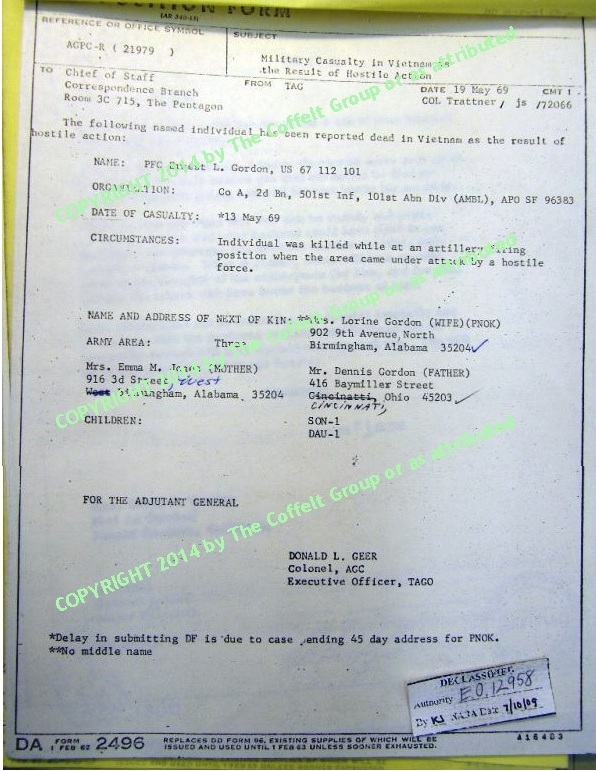 DISPOSITION FORM
(AR 340-15)
REFERENCE OR OFFICE SYMBOL
SUBJECT
AGPC-R ( 21979 )
Military Casualty in Vietnam is
the Result of Hostile Action
TO Chief of Staff
Correspondence Branch
Room 3C 715, The Pentagon
FROM TAG
DATE 19 May 69 CMT 1
COL Trattner/ js /72066
The following named individual has been reported dead in Vietnam as the result of
hostile action:
NAME: PFC Ernest L. Gordon, US 67 112 101
ORGANIZATION: Co A, 2d Bn, 501st Inf, 101st Abn Div (AMBL), APO SF 96383
DATE OF CASUALTY: *13 May 69
CIRCUMSTANCES: Individual was killed while at an artillery firing
position when the area came under attack by a hostile
force.
NAME AND ADDRESS OF NEXT OF KIN: **Mrs. Lorine Gordon (WIFE)(PNOK)
902 9th Avenue, North
ARMY AREA: Three Birmingham, Alabama 35204
Mrs. Emma M. Jones (MOTHER)
916 3d Street, West
West Birmingham, Alabama 35204
Mr. Dennis Gordon (FATHER)
416 Baymiller Street
Cincinatti, Ohio 45203
CINCINNATI,
CHILDREN: SON-1
DAU-1
FOR THE ADJUTANT GENERAL
DONALD L. GEER
Colonel, AGC
Executive Officer, TAGO
*Delay in submitting DF is due to case pending 45 day address for PNOK.
**No middle name
DECLASSIFIED
Authority E.O. 12958
By KJ NARA Date 7/10/09
DA FORM 1 FEB 62 2496
REPLACES DD FORM 96, EXISTING SUPPLIES OF WHICH WILL BE
ISSUED AND USED UNTIL 1 FEB 63 UNLESS SOONER EXHAUSTED.
416403
COPYRIGHT 2014 by The Coffelt Group or as attributed
COPYRIGHT 2014 by The Coffelt Group or as attributed
COPYRIGHT 2014 by The Coffelt Group or as attributed